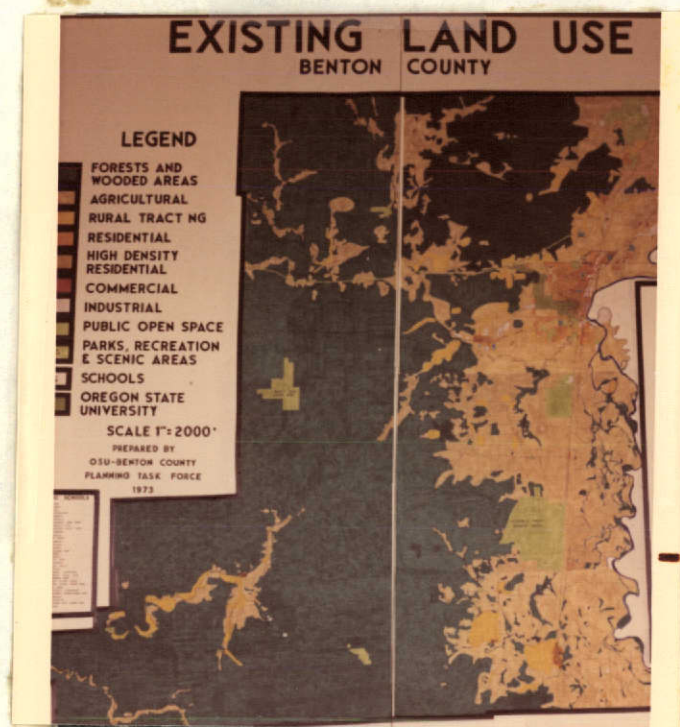 EXISTING LAND USE
BENTON COUNTY
LEGEND
FORESTS AND
WOODED AREAS
AGRICULTURAL
RURAL TRACT NG
RESIDENTIAL
HIGH DENSITY
RESIDENTIAL
COMMERCIAL
INDUSTRIAL
PUBLIC OPEN SPACE
PARKS, RECREATION
& SCENIC AREAS
SCHOOLS
OREGON STATE
UNIVERSITY
SCALE 1"= 2000'
PREPARED BY
OSU-BENTON COUNTY
PLANNING TASK FORCE
1973
SCHOOLS